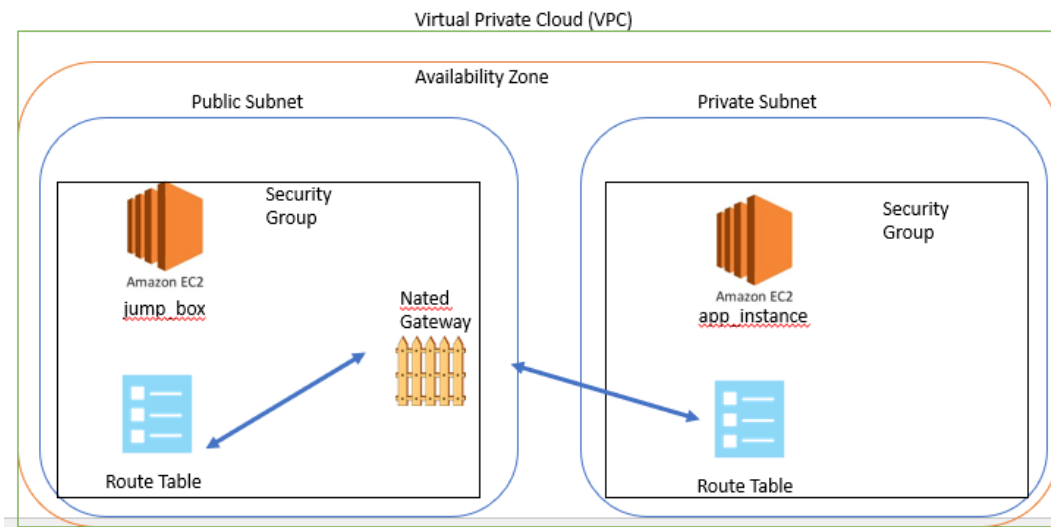 Virtual Private Cloud (VPC)
Availability Zone
Public Subnet
Private Subnet
Security
Group
Amazon EC2
jump_box
Nated
Gateway
Route Table
Security
Group
Amazon EC2
app_instance
Route Table